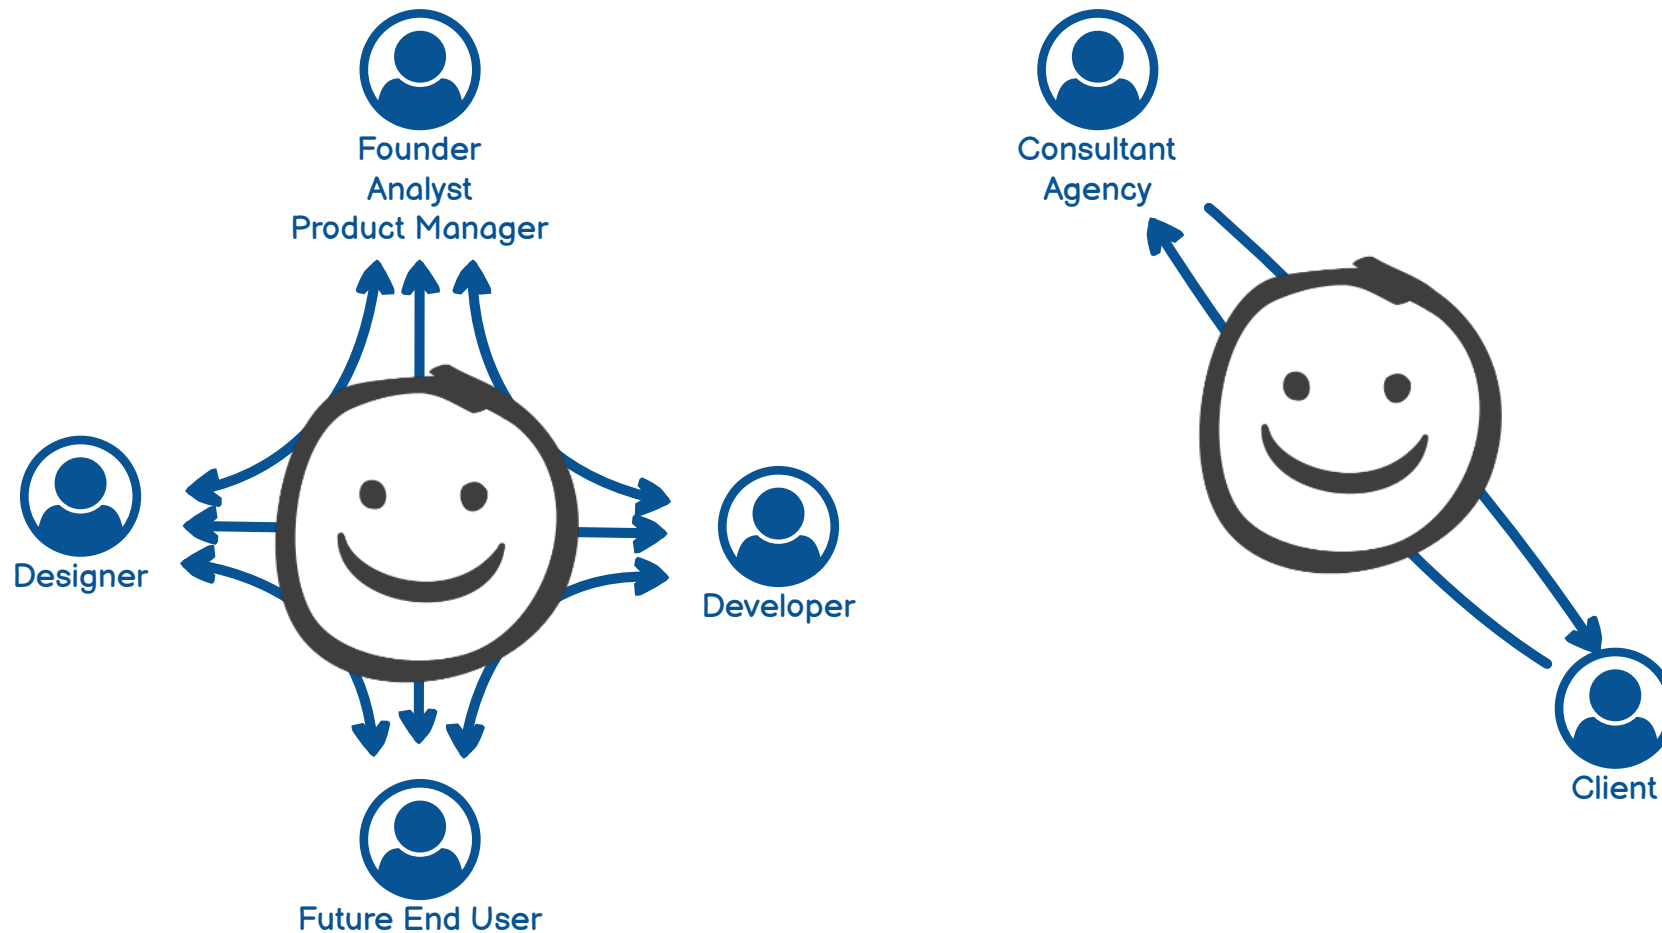 Founder
Analyst
Product Manager
Designer
Developer
Future End User
Consultant
Agency
Client